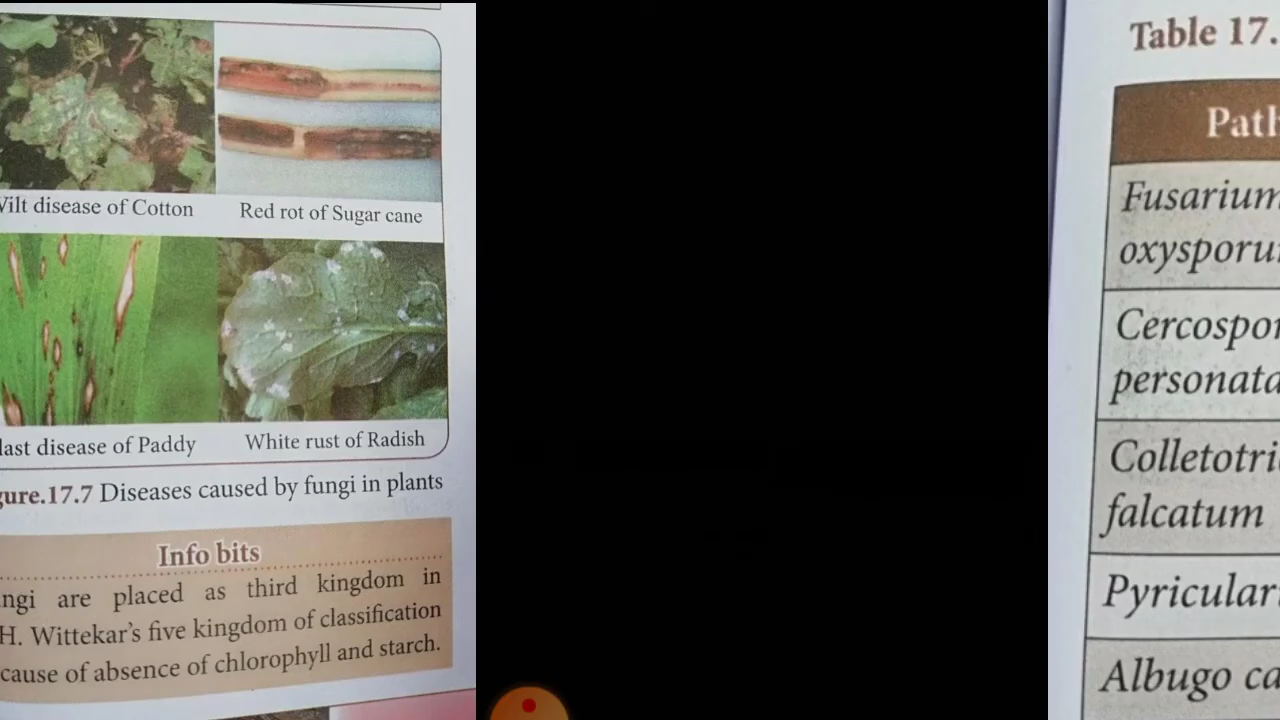 Wilt disease of Cotton
Red rot of Sugar cane
last disease of Paddy
White rust of Radish
gure.17.7 Diseases caused by fungi in plants
Info bits
ngi are placed as third kingdom in
H. Wittekar's five kingdom of classification
cause of absence of chlorophyll and starch.
Table 17.
Path
Fusarium
oxysporu
Cercospor
personata
Colletotri
falcatum
Pyricular
Albugo ca